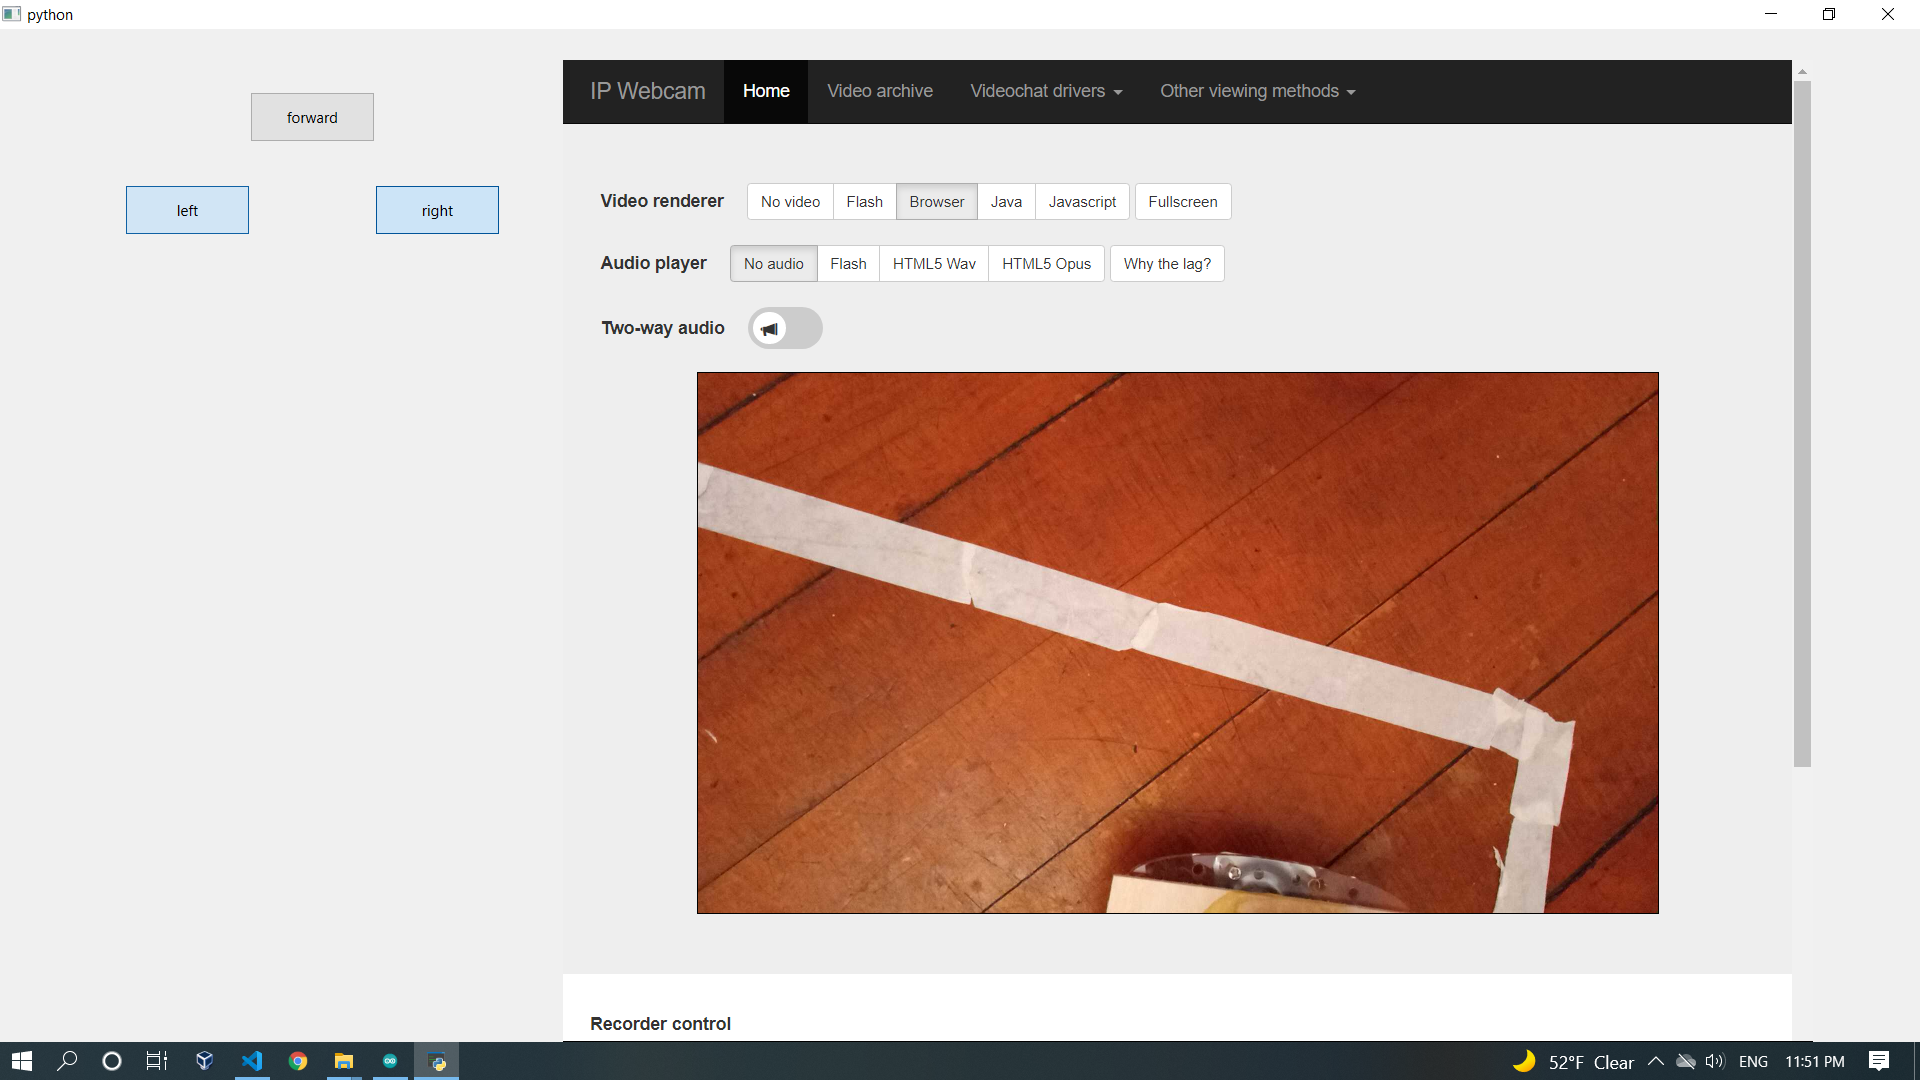 python
forward
left
right
IP Webcam Home Video archive Videochat drivers Other viewing methods
Video renderer No video Flash Browser Java Javascript Fullscreen
Audio player No audio Flash HTML5 Wav HTML5 Opus Why the lag?
Two-way audio
Recorder control
52°F Clear ENG 11:51 PM